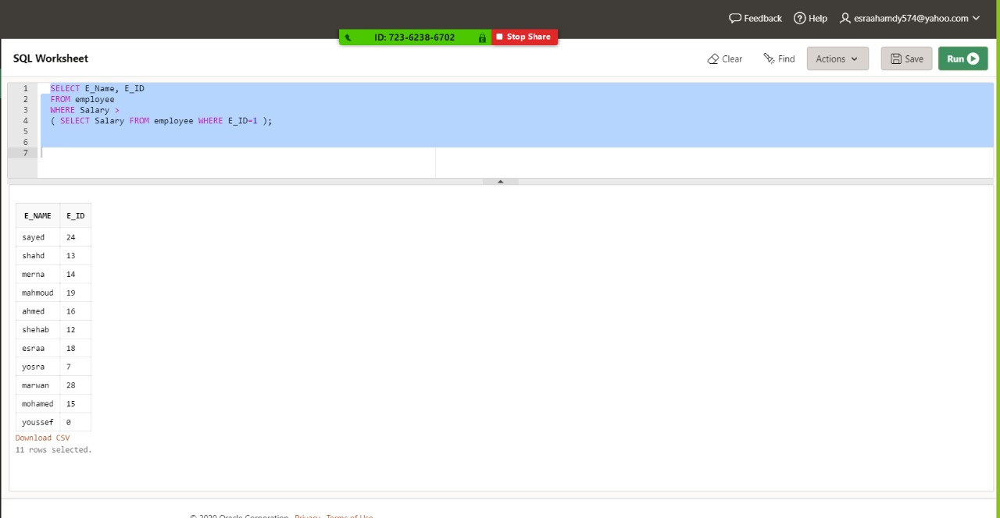 Feedback Help esraahamdy574@yahoo.com
ID: 723-6238-6702 Stop Share
SQL Worksheet Clear Find Actions Save Run
1 SELECT E_Name, E_ID
2 FROM employee
3 WHERE Salary >
4 ( SELECT Salary FROM employee WHERE E_ID=1 );
5
6
7
E_NAME E_ID
sayed 24
shahd 13
merna 14
mahmoud 19
ahmed 16
shehab 12
esraa 18
yosra 7
marwan 28
mohamed 15
youssef 0
Download CSV
11 rows selected.
© 2020 Oracle Corporation Privacy Terms of Use